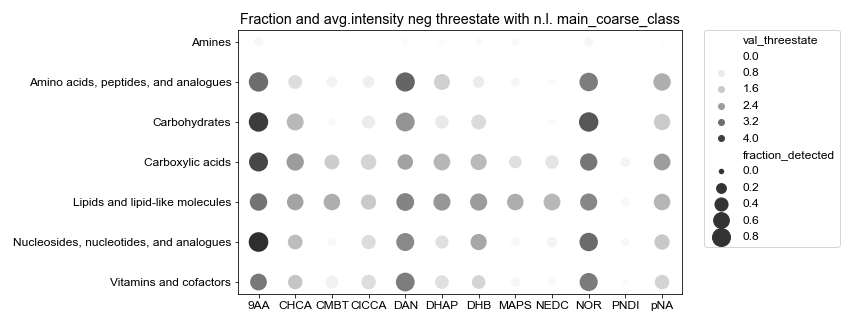 Fraction and avg.intensity neg threestate with n.l. main_coarse_class
Amines
Amino acids, peptides, and analogues
Carbohydrates
Carboxylic acids
Lipids and lipid-like molecules
Nucleosides, nucleotides, and analogues
Vitamins and cofactors
9AA CHCA CMBT ClCCA DAN DHAP DHB MAPS NEDC NOR PNDI pNA
val_threestate
0.0
0.8
1.6
2.4
3.2
4.0
fraction_detected
0.0
0.2
0.4
0.6
0.8